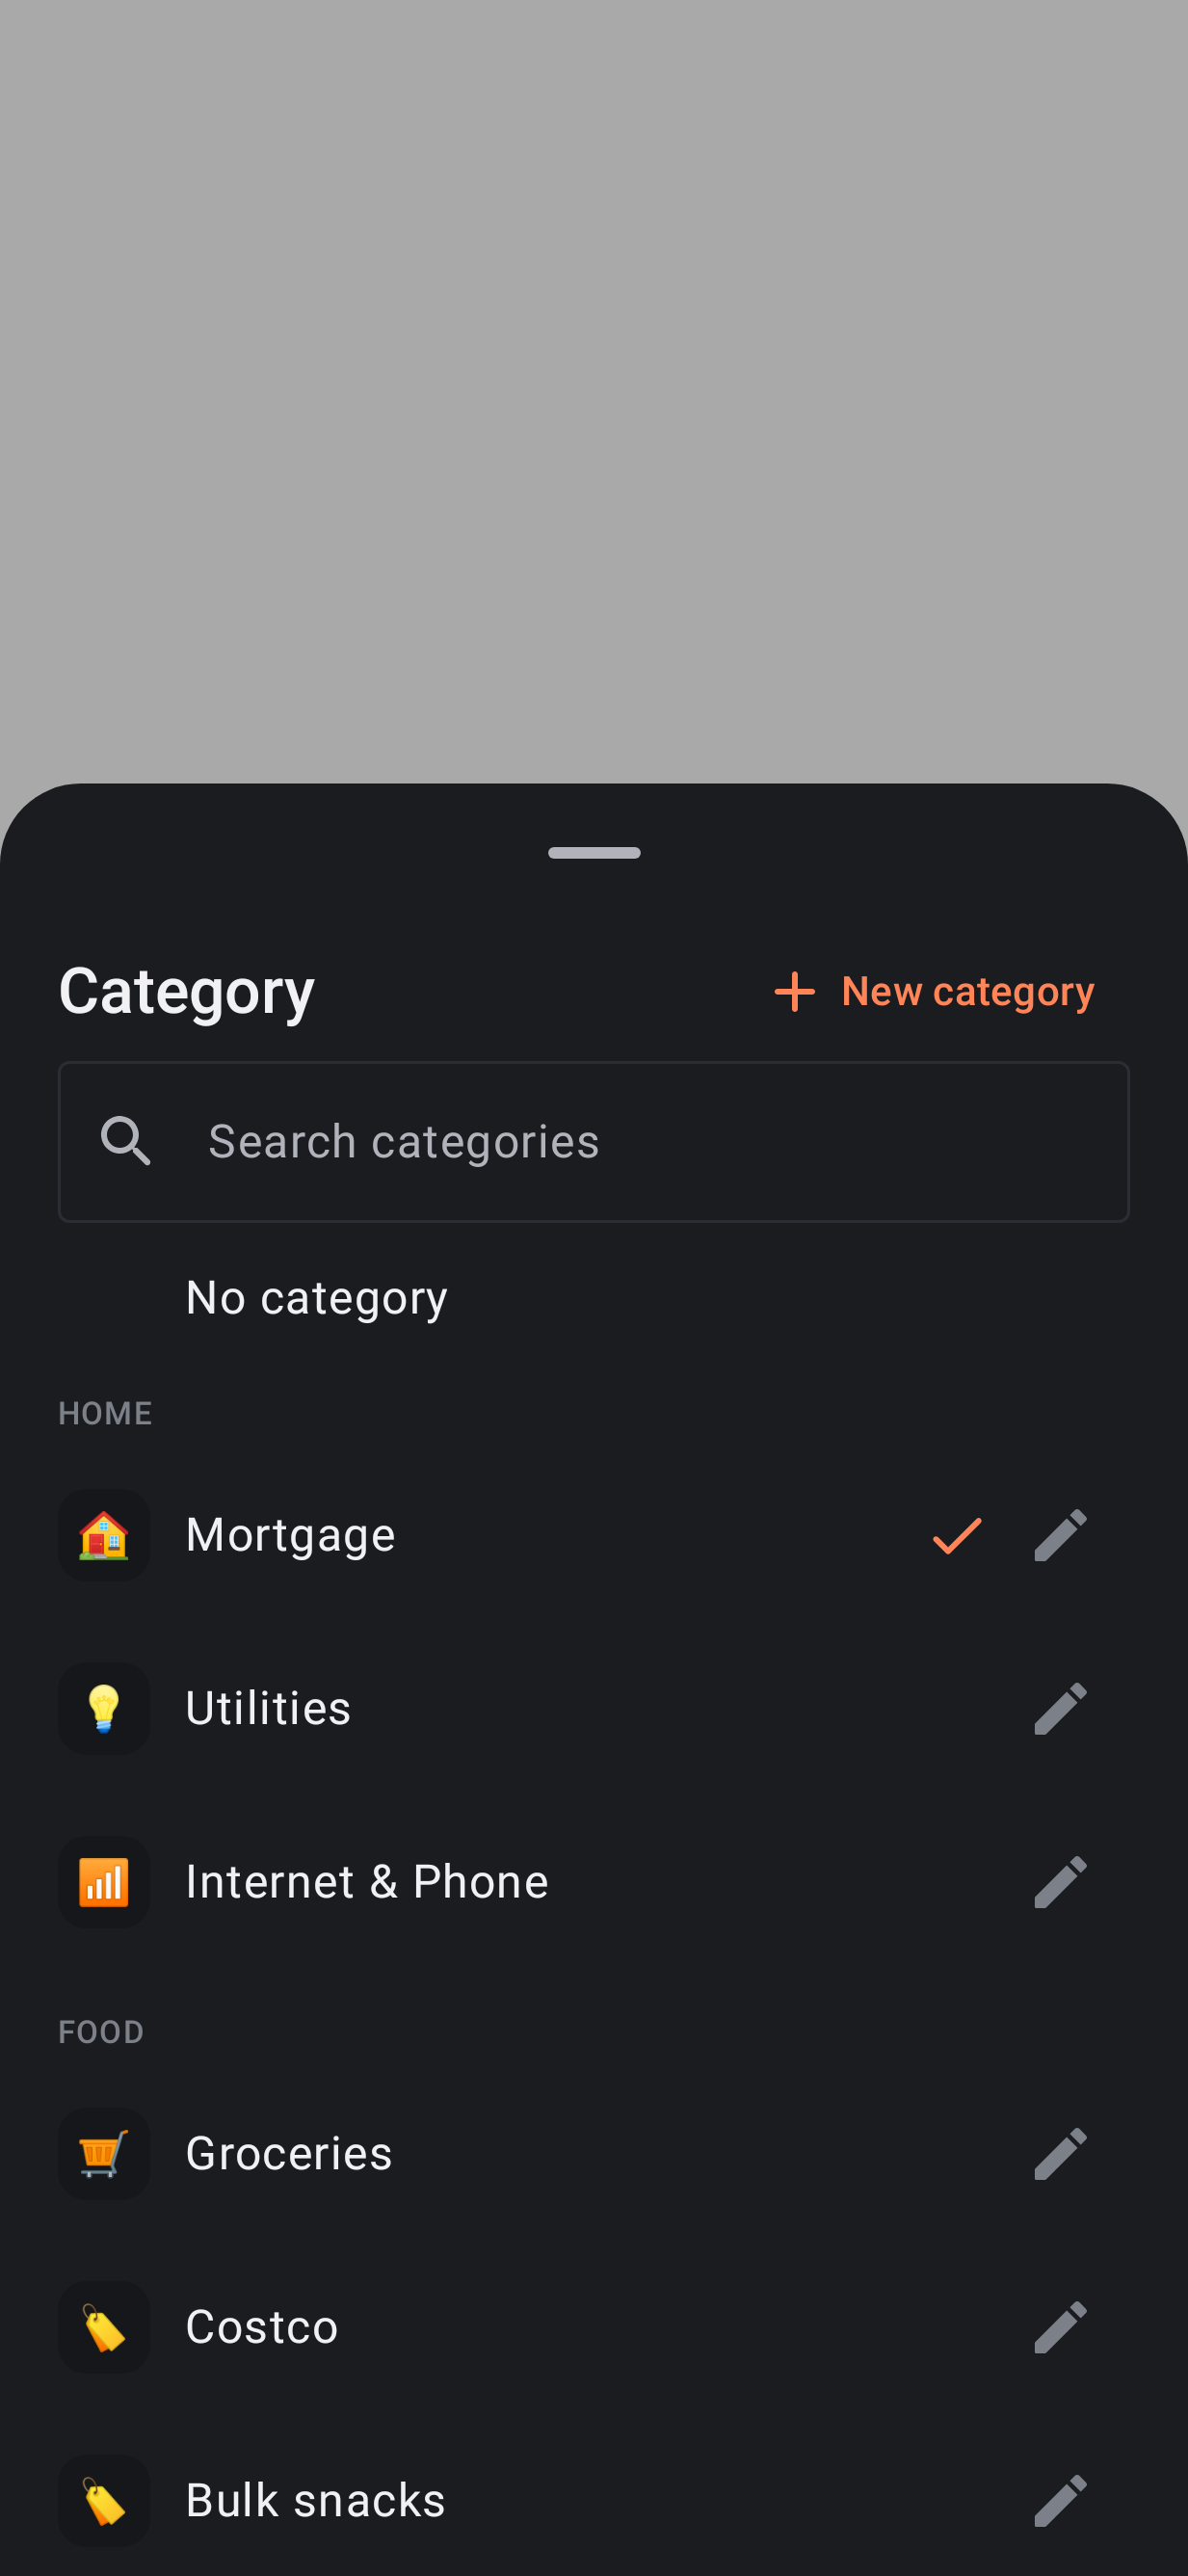 Category
New category
Search categories
No category
HOME
Mortgage
Utilities
Internet & Phone
FOOD
Groceries
Costco
Bulk snacks